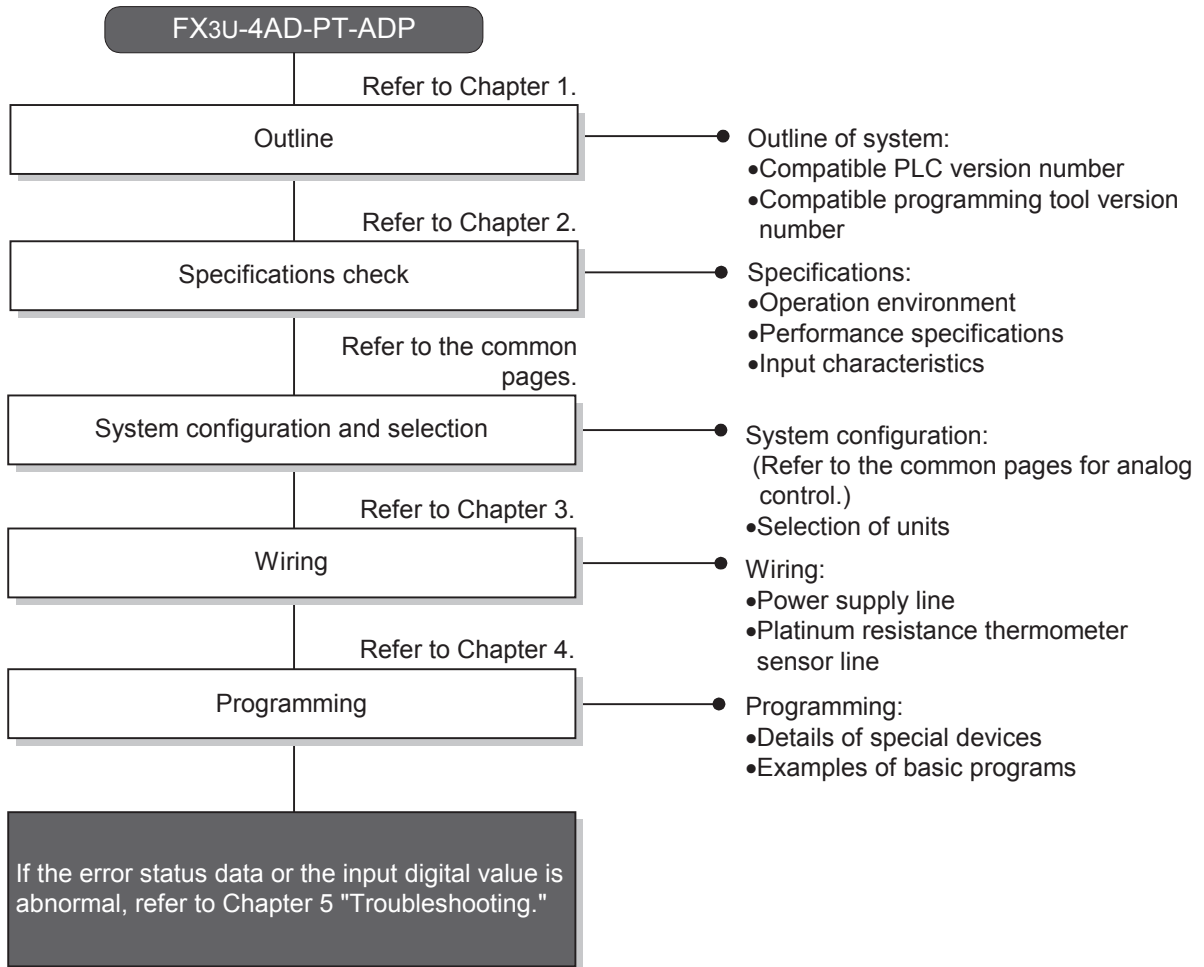 FX3U-4AD-PT-ADP
Refer to Chapter 1.
Outline
Outline of system:
•Compatible PLC version number
•Compatible programming tool version
number
Refer to Chapter 2.
Specifications check
Specifications:
•Operation environment
•Performance specifications
•Input characteristics
Refer to the common
pages.
System configuration and selection
System configuration:
(Refer to the common pages for analog
control.)
•Selection of units
Refer to Chapter 3.
Wiring
Wiring:
•Power supply line
•Platinum resistance thermometer
sensor line
Refer to Chapter 4.
Programming
Programming:
•Details of special devices
•Examples of basic programs
If the error status data or the input digital value is
abnormal, refer to Chapter 5 "Troubleshooting."